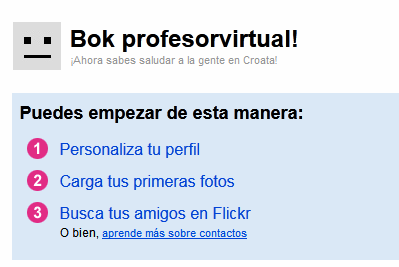 Bok profesorvirtual!
¡Ahora sabes saludar a la gente en Croata!
Puedes empezar de esta manera:
1 Personaliza tu perfil
2 Carga tus primeras fotos
3 Busca tus amigos en Flickr
O bien, aprende más sobre contactos